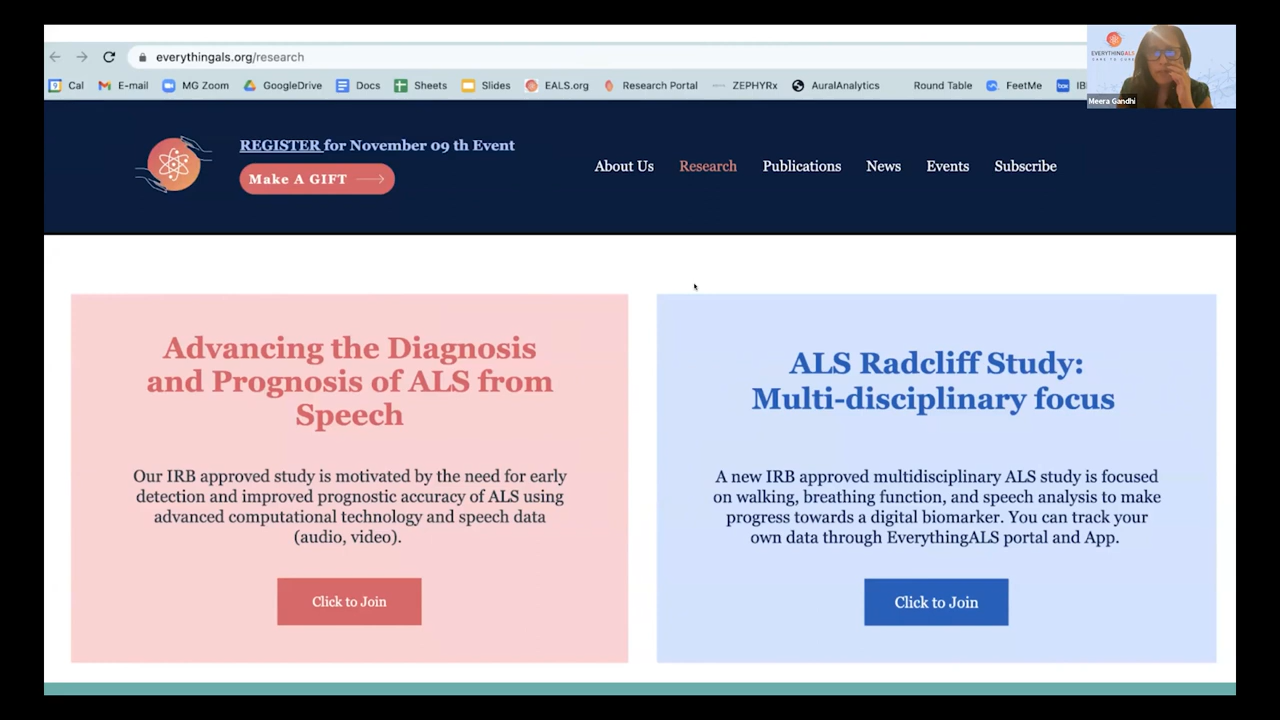 everythingals.org/research
EVERYTHINGALS
CARE TO CURE
Meera Gandhi
Cal E-mail MG Zoom GoogleDrive Docs Sheets Slides EALS.org Research Portal ZEPHYRx AuralAnalytics Round Table FeetMe IB
REGISTER for November 09 th Event
Make A GIFT
About Us Research Publications News Events Subscribe
Advancing the Diagnosis
and Prognosis of ALS from
Speech
Our IRB approved study is motivated by the need for early
detection and improved prognostic accuracy of ALS using
advanced computational technology and speech data
(audio, video).
Click to Join
ALS Radcliff Study:
Multi-disciplinary focus
A new IRB approved multidisciplinary ALS study is focused
on walking, breathing function, and speech analysis to make
progress towards a digital biomarker. You can track your
own data through EverythingALS portal and App.
Click to Join